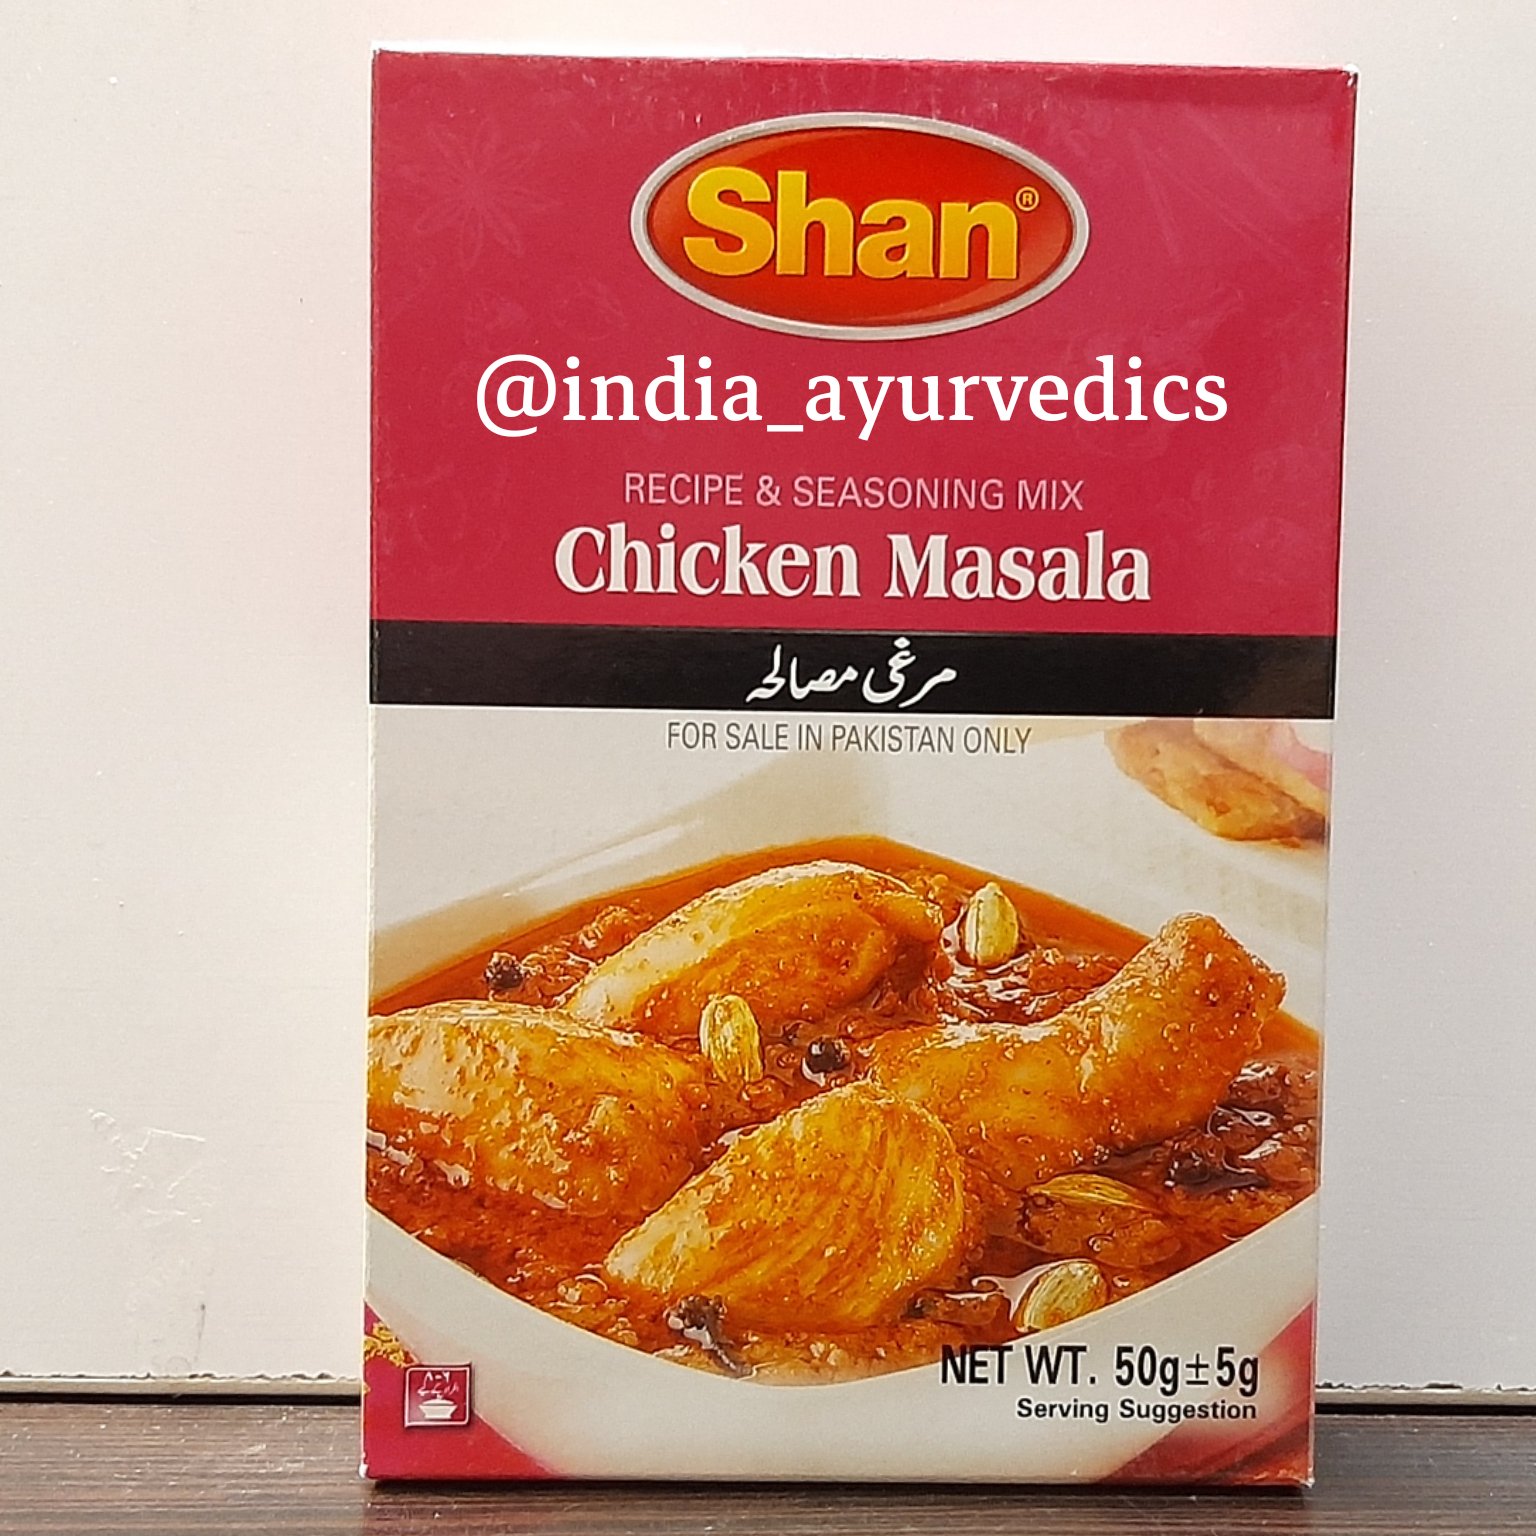 Shan®
@india_ayurvedics
RECIPE & SEASONING MIX
Chicken Masala
مرغی مصالحہ
FOR SALE IN PAKISTAN ONLY
NET WT. 50g±5g
Serving Suggestion